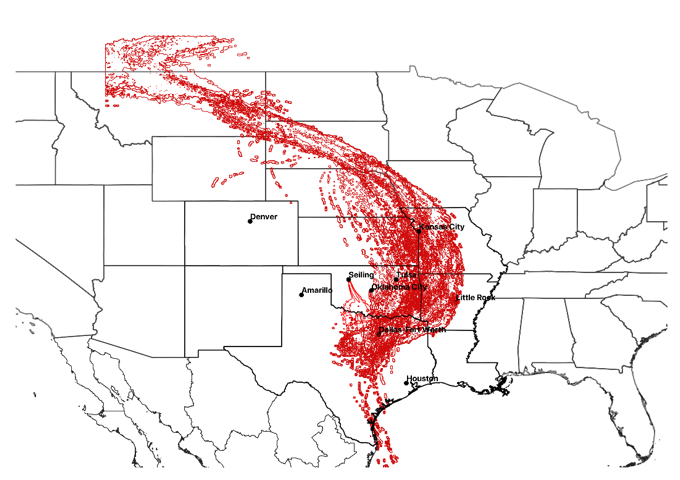 Denver
Kansas City
Seiling
Tulsa
Amarillo
Oklahoma City
Little Rock
Dallas-Fort Worth
Houston